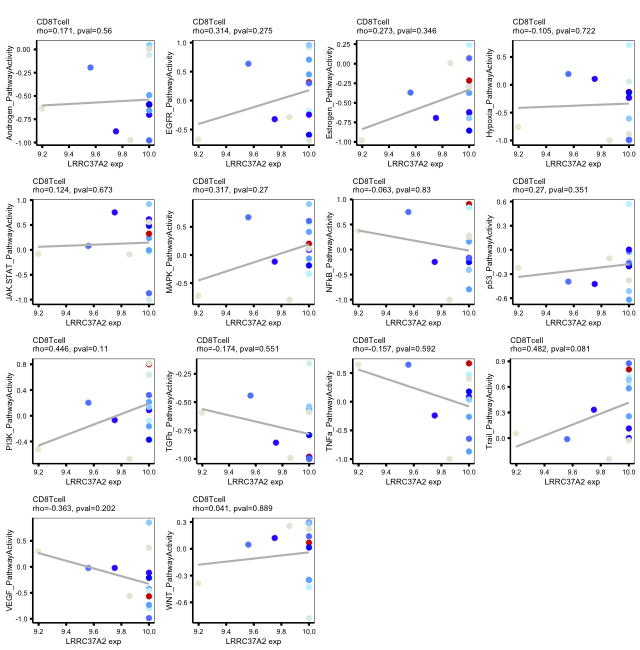 CD8Tcell
rho=0.171, pval=0.56
Androgen_PathwayActivity
0.00
-0.25
-0.50
-0.75
-1.00
9.2 9.4 9.6 9.8 10.0
LRRC37A2 exp
CD8Tcell
rho=0.314, pval=0.275
EGFR_PathwayActivity
1.0
0.5
0.0
-0.5
9.2 9.4 9.6 9.8 10.0
LRRC37A2 exp
CD8Tcell
rho=0.273, pval=0.346
Estrogen_PathwayActivity
0.25
0.00
-0.25
-0.50
-0.75
-1.00
9.2 9.4 9.6 9.8 10.0
LRRC37A2 exp
CD8Tcell
rho=-0.105, pval=0.722
Hypoxia_PathwayActivity
0.5
0.0
-0.5
-1.0
9.2 9.4 9.6 9.8 10.0
LRRC37A2 exp
CD8Tcell
rho=0.124, pval=0.673
JAK.STAT_PathwayActivity
1.0
0.5
0.0
-0.5
-1.0
9.2 9.4 9.6 9.8 10.0
LRRC37A2 exp
CD8Tcell
rho=0.317, pval=0.27
MAPK_PathwayActivity
1.0
0.5
0.0
-0.5
9.2 9.4 9.6 9.8 10.0
LRRC37A2 exp
CD8Tcell
rho=-0.063, pval=0.83
NFkB_PathwayActivity
1.0
0.5
0.0
-0.5
-1.0
9.2 9.4 9.6 9.8 10.0
LRRC37A2 exp
CD8Tcell
rho=0.27, pval=0.351
p53_PathwayActivity
0.6
0.3
0.0
-0.3
-0.6
9.2 9.4 9.6 9.8 10.0
LRRC37A2 exp
CD8Tcell
rho=0.446, pval=0.11
PI3K_PathwayActivity
0.8
0.4
0.0
-0.4
9.2 9.4 9.6 9.8 10.0
LRRC37A2 exp
CD8Tcell
rho=-0.174, pval=0.551
TGFb_PathwayActivity
-0.25
-0.50
-0.75
-1.00
9.2 9.4 9.6 9.8 10.0
LRRC37A2 exp
CD8Tcell
rho=-0.157, pval=0.592
TNFa_PathwayActivity
0.5
0.0
-0.5
-1.0
9.2 9.4 9.6 9.8 10.0
LRRC37A2 exp
CD8Tcell
rho=0.482, pval=0.081
Trail_PathwayActivity
0.9
0.6
0.3
0.0
9.2 9.4 9.6 9.8 10.0
LRRC37A2 exp
CD8Tcell
rho=-0.363, pval=0.202
VEGF_PathwayActivity
0.5
0.0
-0.5
-1.0
9.2 9.4 9.6 9.8 10.0
LRRC37A2 exp
CD8Tcell
rho=0.041, pval=0.889
WNT_PathwayActivity
0.3
0.0
-0.3
-0.6
9.2 9.4 9.6 9.8 10.0
LRRC37A2 exp